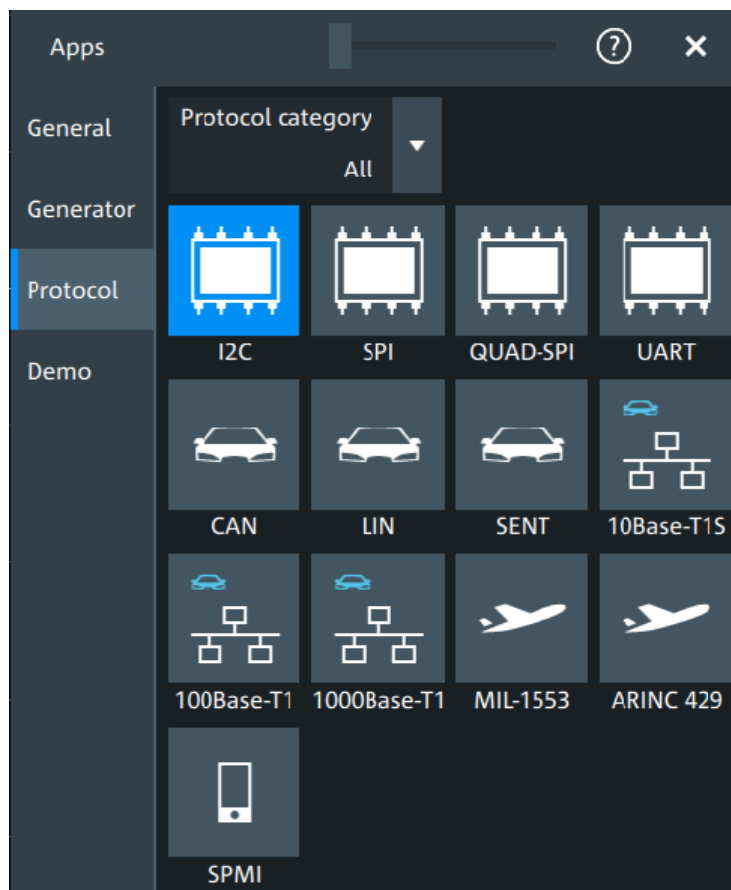 Apps
?
General
Generator
Protocol
Demo
Protocol category
All
I2C SPI QUAD-SPI UART
CAN LIN SENT 10Base-T1S
100Base-T1 1000Base-T1 MIL-1553 ARINC 429
SPMI